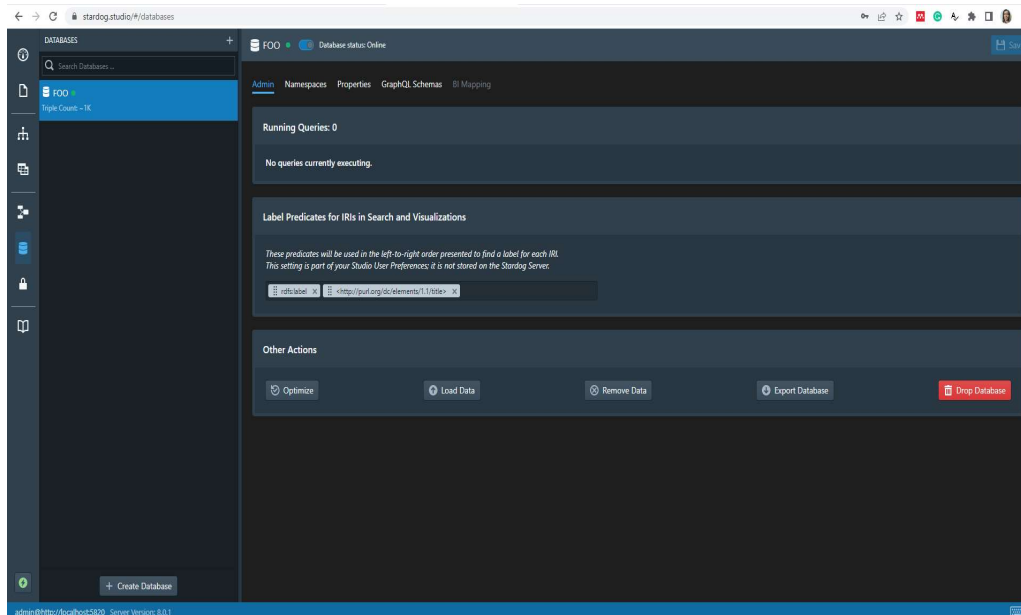 stardog.studio/#/databases
DATABASES
+
Search Databases ...
FOO
Triple Count: ~1K
+ Create Database
FOO Database status: Online
Save
Admin Namespaces Properties GraphQL Schemas BI Mapping
Running Queries: 0
No queries currently executing.
Label Predicates for IRIs in Search and Visualizations
These predicates will be used in the left-to-right order presented to find a label for each IRI.
This setting is part of your Studio User Preferences; it is not stored on the Stardog Server.
rdfs:label X <http://purl.org/dc/elements/1.1/title> X
Other Actions
Optimize Load Data Remove Data Export Database Drop Database
admin@http://localhost:5820 Server Version: 8.0.1